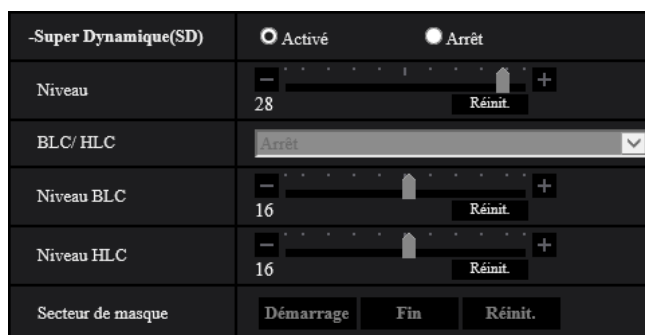 -Super Dynamique(SD) Activé Arrêt
Niveau − +
28 Réinit.
BLC/ HLC Arrêt
Niveau BLC − +
16 Réinit.
Niveau HLC − +
16 Réinit.
Secteur de masque Démarrage Fin Réinit.